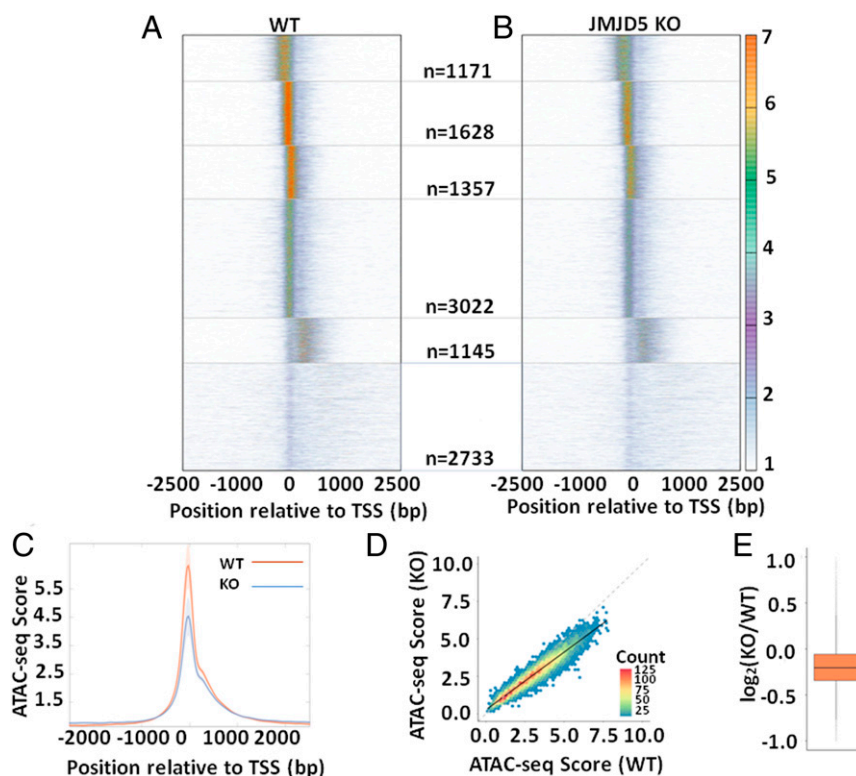 A
WT
B
JMJD5 KO
n=1171
n=1628
n=1357
n=3022
n=1145
n=2733
7
6
5
4
3
2
1
-2500 -1000 0 1000 2500
-2500 -1000 0 1000 2500
Position relative to TSS (bp)
Position relative to TSS (bp)
C
WT
KO
ATAC-seq Score
5.5
4.5
3.5
2.5
1.5
-2000 -1000 0 1000 2000
Position relative to TSS (bp)
D
ATAC-seq Score (KO)
10.0
7.5
5.0
2.5
0.0
Count
125
100
75
50
25
0.0 2.5 5.0 7.5 10.0
ATAC-seq Score (WT)
E
log₂(KO/WT)
1.0
0.5
0.0
-0.5
-1.0